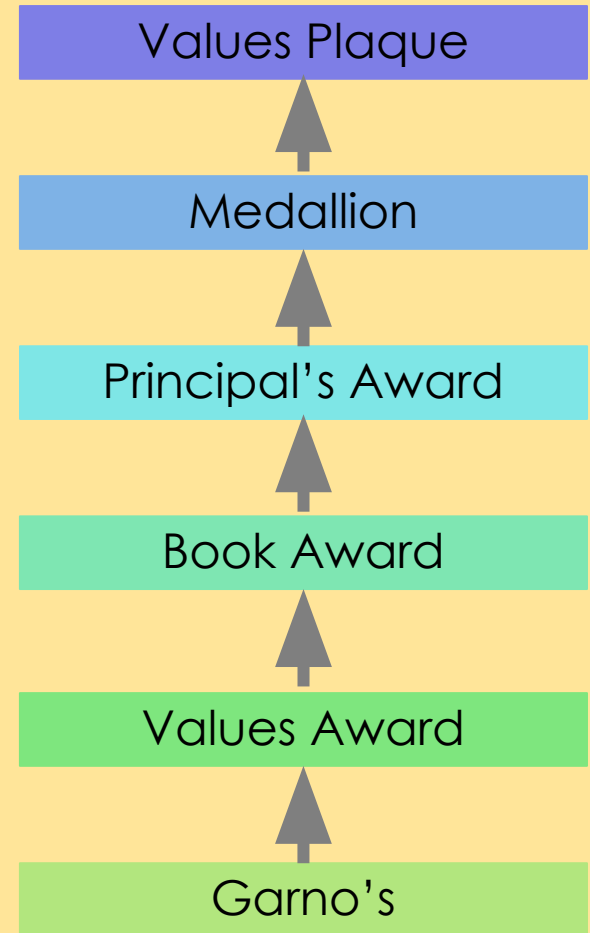 Values Plaque
Medallion
Principal’s Award
Book Award
Values Award
Garno’s